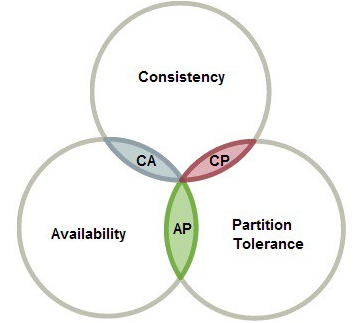 Consistency
CA
CP
Availability
AP
Partition
Tolerance